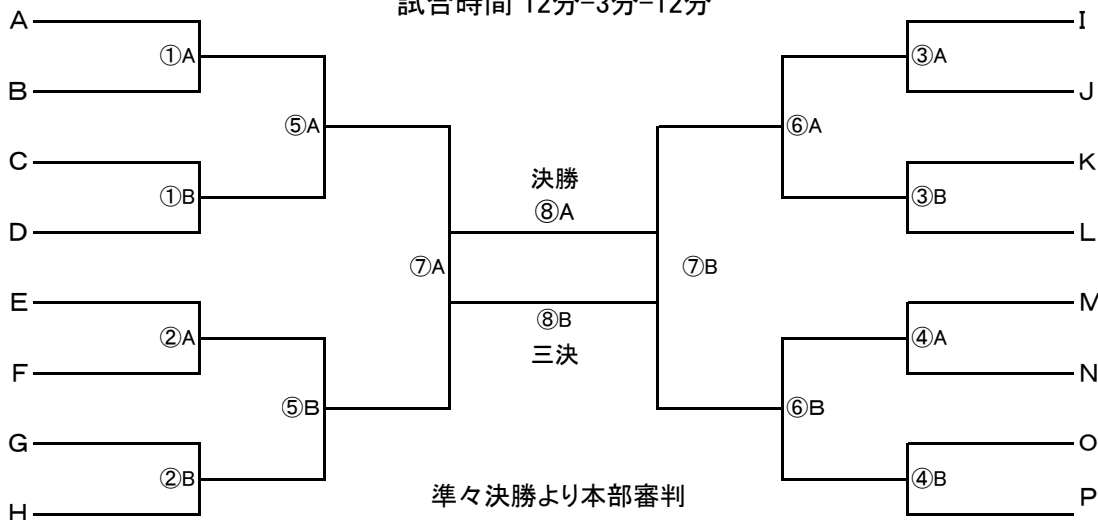 試合時間 12分-3分-12分
A
①A
B
⑤A
C
①B
D
⑦A
E
②A
F
⑤B
G
②B
H
決勝
⑧A
⑧B
三決
準々決勝より本部審判
I
③A
J
⑥A
K
③B
L
⑦B
M
④A
N
⑥B
O
④B
P